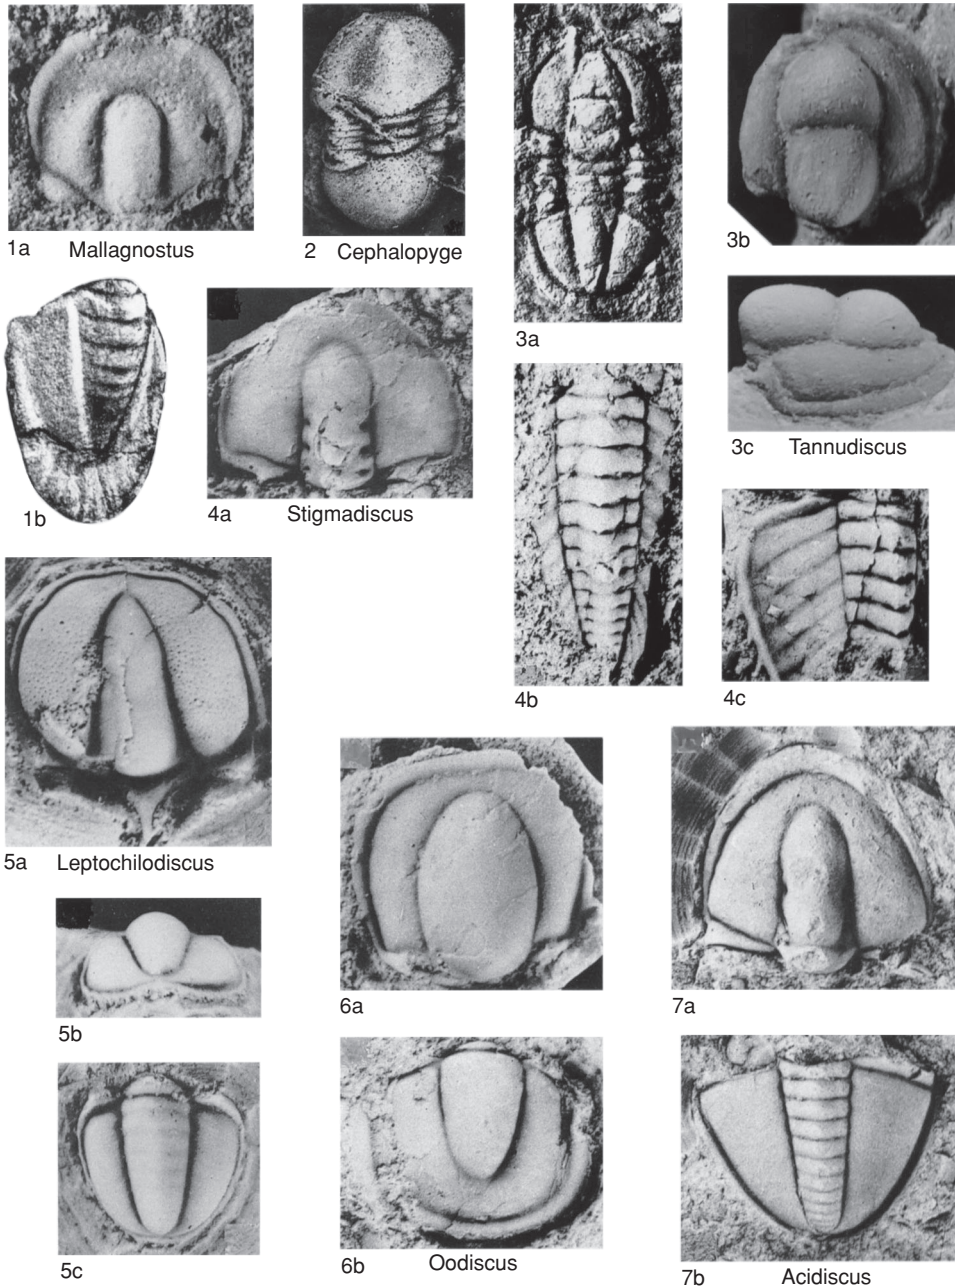 1a Mallagnostus
2 Cephalopyge
3a
3b
3c Tannudiscus
1b
4a Stigmadiscus
4b
4c
5a Leptochilodiscus
5b
5c
6a
6b Oodiscus
7a
7b Acidiscus